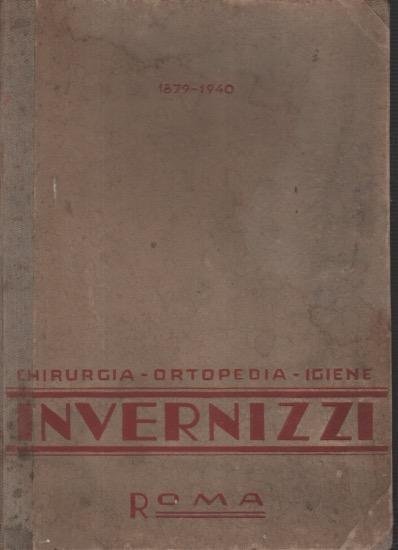 1879-1940
CHIRURGIA - ORTOPEDIA - IGIENE
INVERNIZZI
ROMA